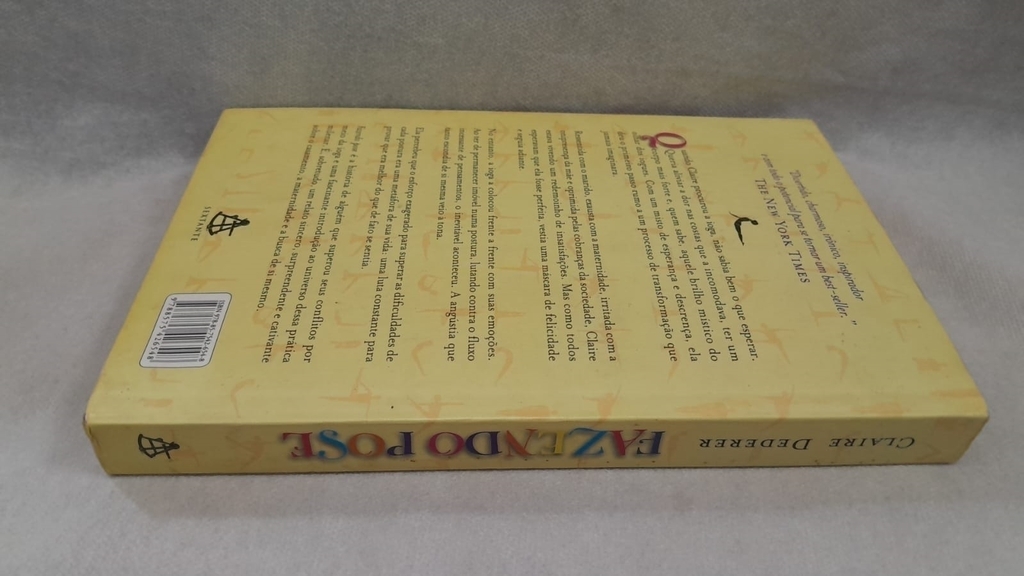 "Profundo, charmoso, irônico, inspirador
e com todo o potencial para se tornar um best-seller."
THE NEW YORK TIMES
Quando Claire procurou a ioga, não sabia bem o que esperar.
Queria aliviar a dor nas costas que a incomodava, ter um
corpo mais forte e, quem sabe, aquele brilho místico do
olhar dos iogues. Com um misto de esperança e descrença, ela
deu o primeiro passo rumo a um processo de transformação que
jamais imaginara.
Ressentida com o marido, exausta com a maternidade, irritada com a
impertinência da mãe e oprimida pelas cobranças da sociedade, Claire
estava vivendo um redemoinho de insatisfações. Mas como todos
esperavam que ela fosse perfeita, vestia uma máscara de felicidade
e seguia adiante.
No entanto, a ioga a colocou frente a frente com suas emoções.
Ao ter de permanecer imóvel numa postura, lutando contra o fluxo
incessante de pensamentos, o inevitável aconteceu. A angústia que
Claire escondia de si mesma veio à tona.
Ela percebeu que o esforço exagerado para superar as dificuldades de
cada postura era uma metáfora de sua vida: uma luta constante para
provar que era melhor do que de fato se sentia.
Fazendo pose é a história de alguém que superou seus conflitos por
meio da ioga e uma fascinante introdução ao universo dessa prática
milenar. É, sobretudo, um relato sincero, surpreendente e cativante
sobre o casamento, a maternidade e a busca de si mesmo.
SEXTANTE
CLAIRE DEDERER
FAZENDO POSE